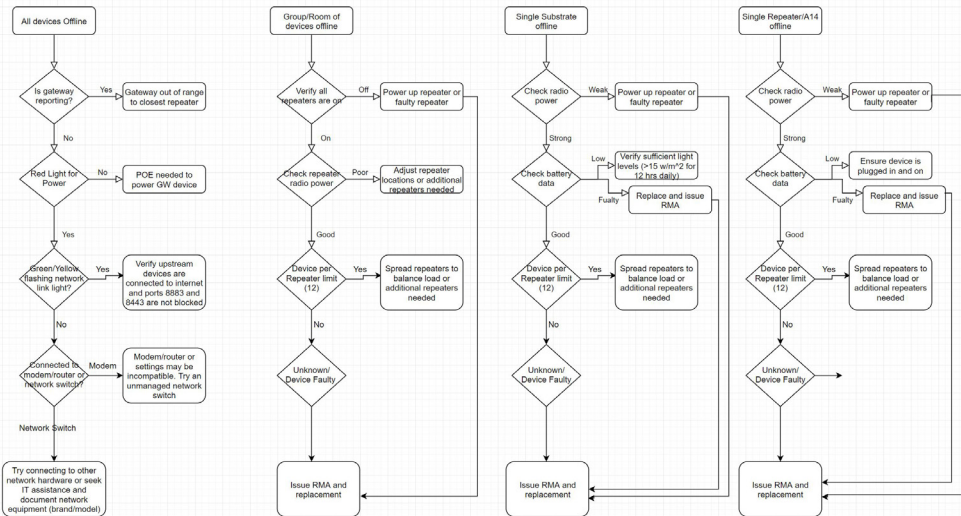 All devices Offline
Is gateway
reporting?
Yes
Gateway out of range
to closest repeater
No
Red Light for
Power
No
POE needed to
power GW device
Yes
Green/Yellow
flashing network
link light?
Yes
Verify upstream
devices are
connected to internet
and ports 8883 and
8443 are not blocked
No
Connected to
modem/router or
network switch?
Modem
Modem/router or
settings may be
incompatible. Try an
unmanaged network
switch
Network Switch
Try connecting to other
network hardware or seek
IT assistance and
document network
equipment (brand/model)
Group/Room of
devices offline
Verify all
repeaters are on
Off
Power up repeater or
faulty repeater
On
Check repeater
radio power
Poor
Adjust repeater
locations or additional
repeaters needed
Good
Device per
Repeater limit
(12)
Yes
Spread repeaters to
balance load or
additional repeaters
needed
No
Unknown/
Device Faulty
Issue RMA and
replacement
Single Substrate
offline
Check radio
power
Weak
Power up repeater or
faulty repeater
Strong
Check battery
data
Low
Verify sufficient light
levels (>15 w/m^2 for
12 hrs daily)
Fualty
Replace and issue
RMA
Good
Device per
Repeater limit
(12)
Yes
Spread repeaters to
balance load or
additional repeaters
needed
No
Unknown/
Device Faulty
Issue RMA and
replacement
Single Repeater/A14
offline
Check radio
power
Weak
Power up repeater or
faulty repeater
Strong
Check battery
data
Low
Ensure device is
plugged in and on
Fualty
Replace and issue
RMA
Good
Device per
Repeater limit
(12)
Yes
Spread repeaters to
balance load or
additional repeaters
needed
No
Unknown/
Device Faulty
Issue RMA and
replacement